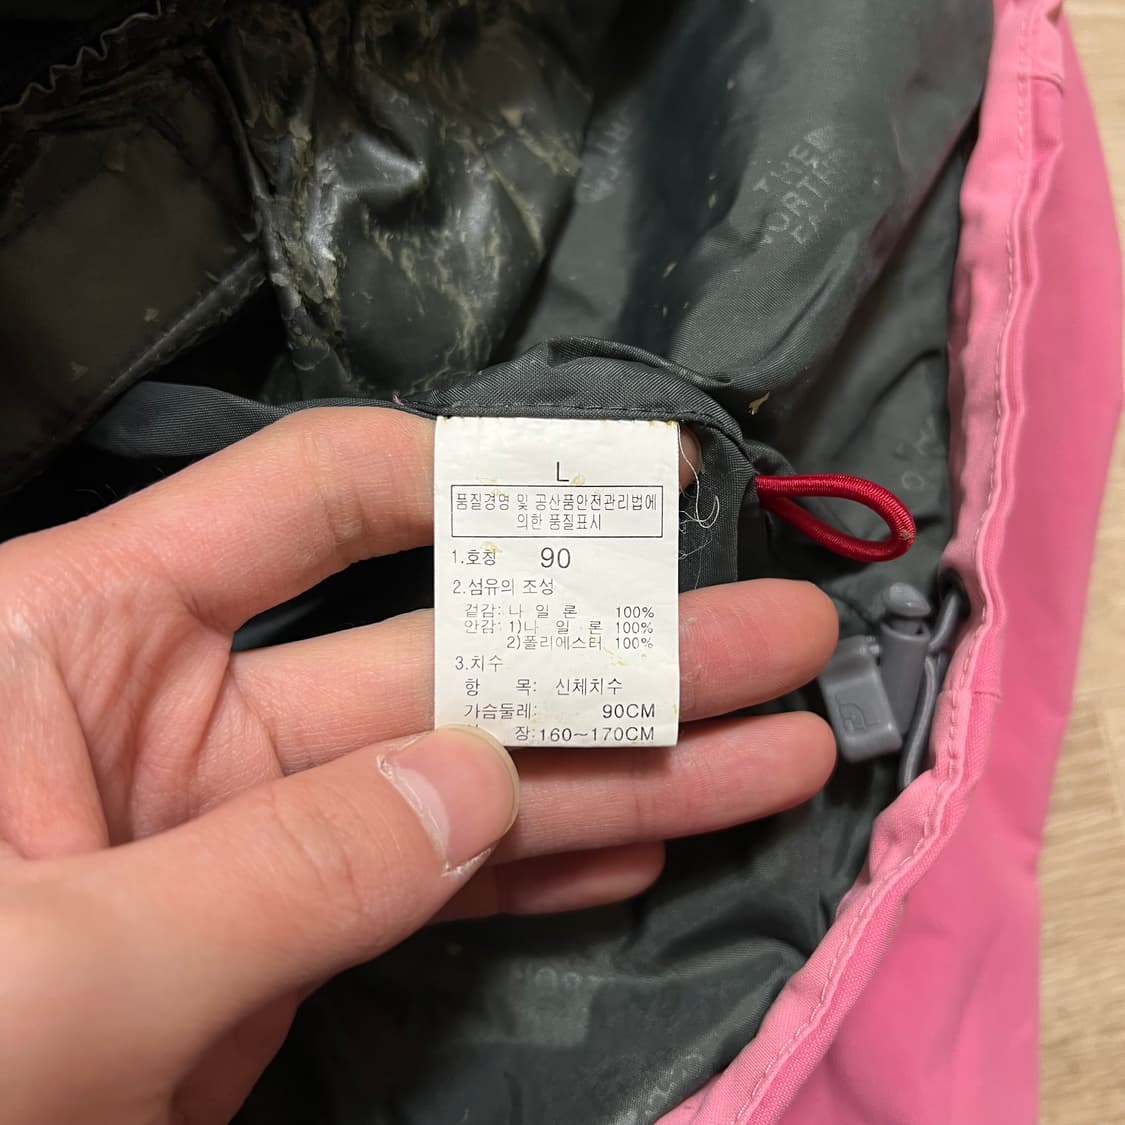 THE
NORTH
L
품질경영 및 공산품안전관리법에
의한 품질표시
1.호칭 90
2.섬유의 조성
겉감: 나 일 론 100%
안감: 1)나 일 론 100%
2)폴리에스터 100%
3.치수
항 목: 신체치수
가슴둘레: 90CM
장: 160~170CM